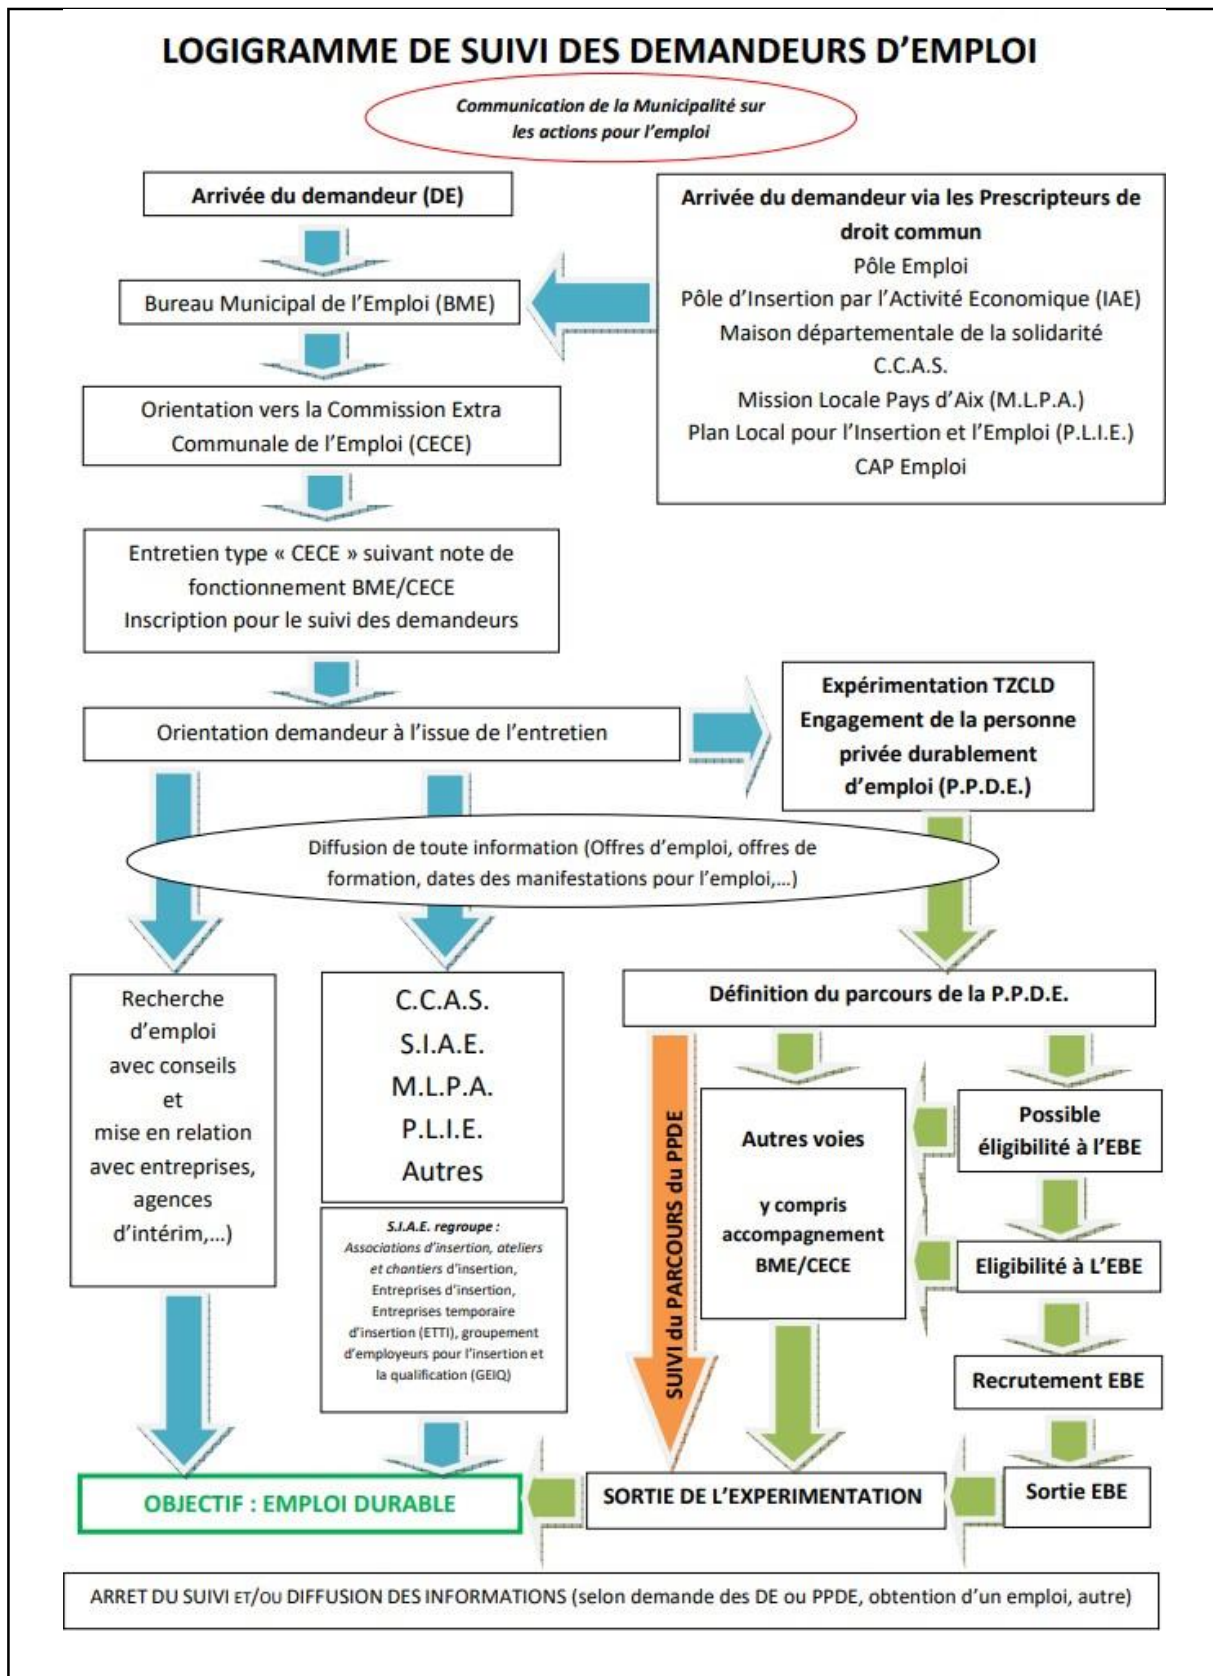 LOGIGRAMME DE SUIVI DES DEMANDEURS D'EMPLOI
Communication de la Municipalité sur
les actions pour l'emploi
Arrivée du demandeur (DE)
Arrivée du demandeur via les Prescripteurs de
droit commun
Pôle Emploi
Pôle d'Insertion par l'Activité Economique (IAE)
Maison départementale de la solidarité
C.C.A.S.
Mission Locale Pays d'Aix (M.L.P.A.)
Plan Local pour l'Insertion et l'Emploi (P.L.I.E.)
CAP Emploi
Bureau Municipal de l'Emploi (BME)
Orientation vers la Commission Extra
Communale de l'Emploi (CECE)
Entretien type « CECE » suivant note de
fonctionnement BME/CECE
Inscription pour le suivi des demandeurs
Orientation demandeur à l'issue de l'entretien
Expérimentation TZCLD
Engagement de la personne
privée durablement
d'emploi (P.P.D.E.)
Diffusion de toute information (Offres d'emploi, offres de
formation, dates des manifestations pour l'emploi,…)
Recherche
d'emploi
avec conseils
et
mise en relation
avec entreprises,
agences
d'intérim,…)
C.C.A.S.
S.I.A.E.
M.L.P.A.
P.L.I.E.
Autres
S.I.A.E. regroupe :
Associations d'insertion, ateliers
et chantiers d'insertion,
Entreprises d'insertion,
Entreprises temporaire
d'insertion (ETTI), groupement
d'employeurs pour l'insertion et
la qualification (GEIQ)
Définition du parcours de la P.P.D.E.
SUIVI du PARCOURS du PPDE
Autres voies
y compris
accompagnement
BME/CECE
Possible
éligibilité à l'EBE
Eligibilité à L'EBE
Recrutement EBE
Sortie EBE
SORTIE DE L'EXPERIMENTATION
OBJECTIF : EMPLOI DURABLE
ARRET DU SUIVI ET/OU DIFFUSION DES INFORMATIONS (selon demande des DE ou PPDE, obtention d'un emploi, autre)